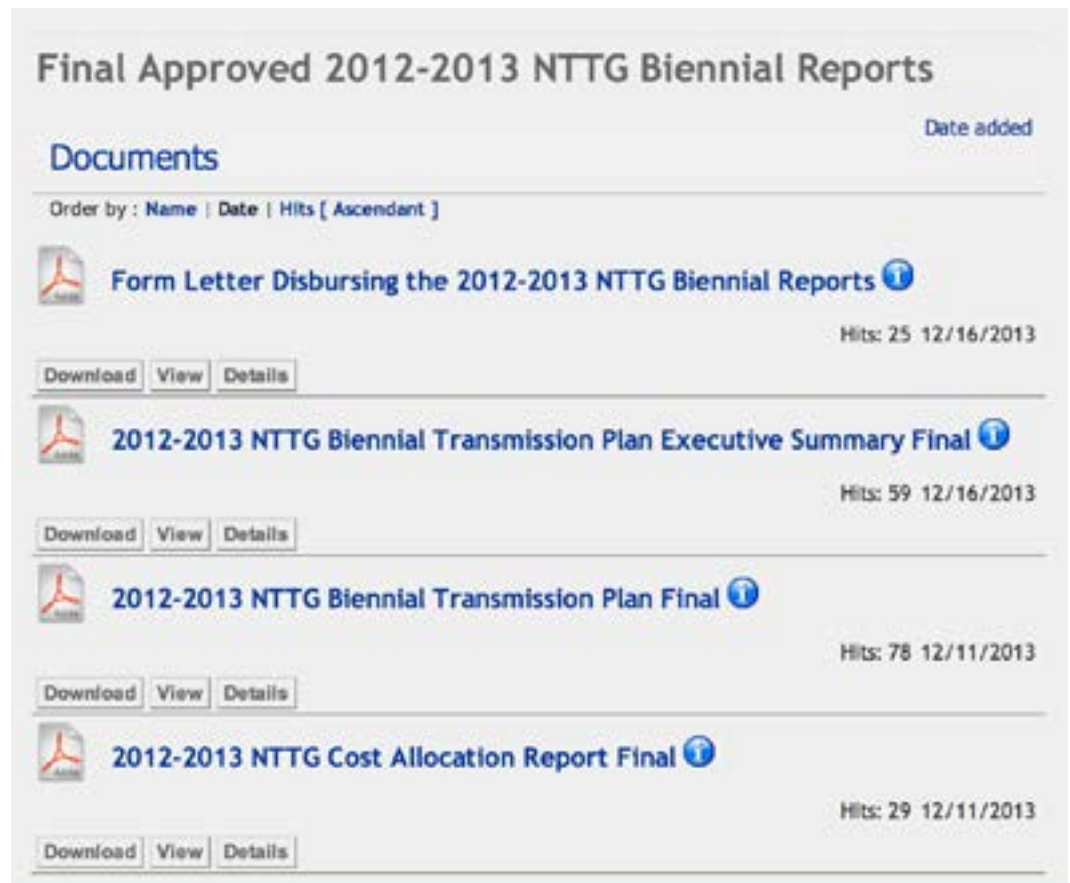 Final Approved 2012-2013 NTTG Biennial Reports
Date added
Documents
Order by : Name | Date | Hits [ Ascendant ]
Form Letter Disbursing the 2012-2013 NTTG Biennial Reports
Hits: 25 12/16/2013
Download View Details
2012-2013 NTTG Biennial Transmission Plan Executive Summary Final
Hits: 59 12/16/2013
Download View Details
2012-2013 NTTG Biennial Transmission Plan Final
Hits: 78 12/11/2013
Download View Details
2012-2013 NTTG Cost Allocation Report Final
Hits: 29 12/11/2013
Download View Details